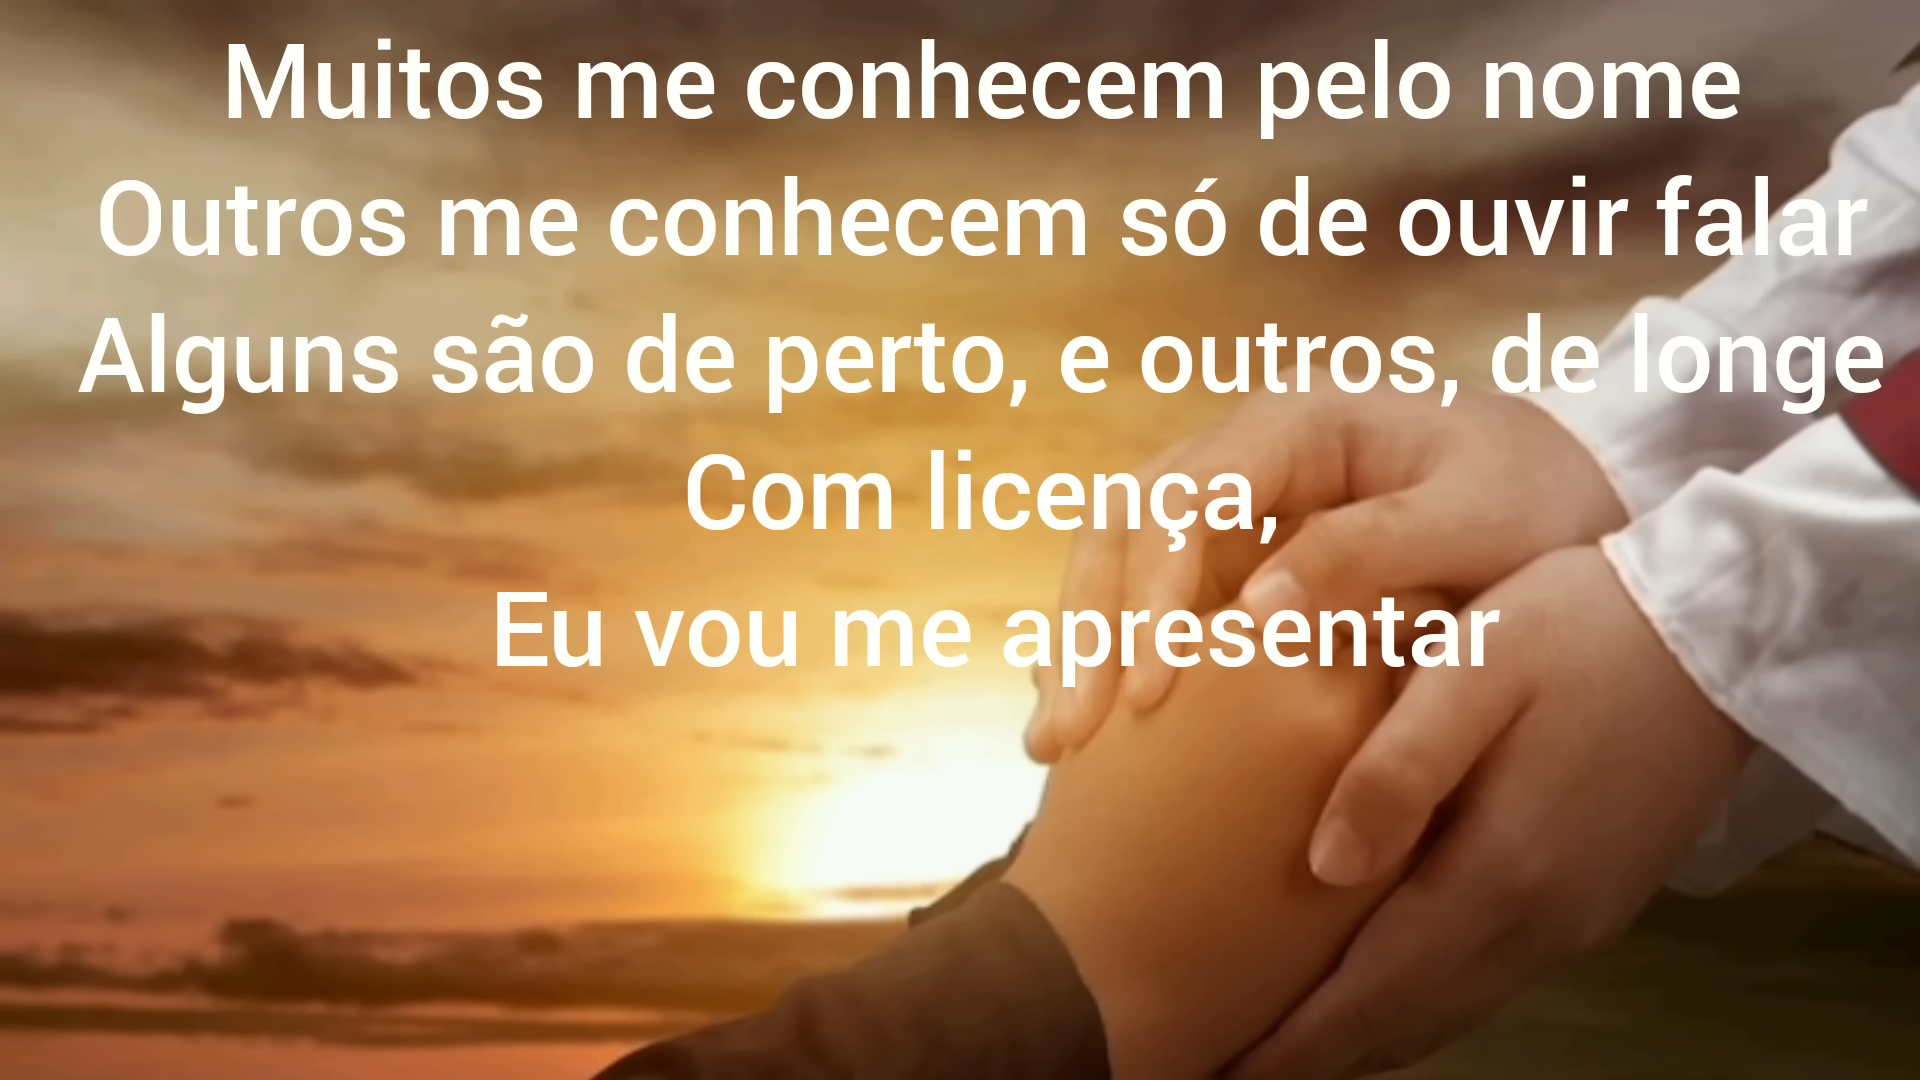 Muitos me conhecem pelo nome
Outros me conhecem só de ouvir falar
Alguns são de perto, e outros, de longe
Com licença,
Eu vou me apresentar